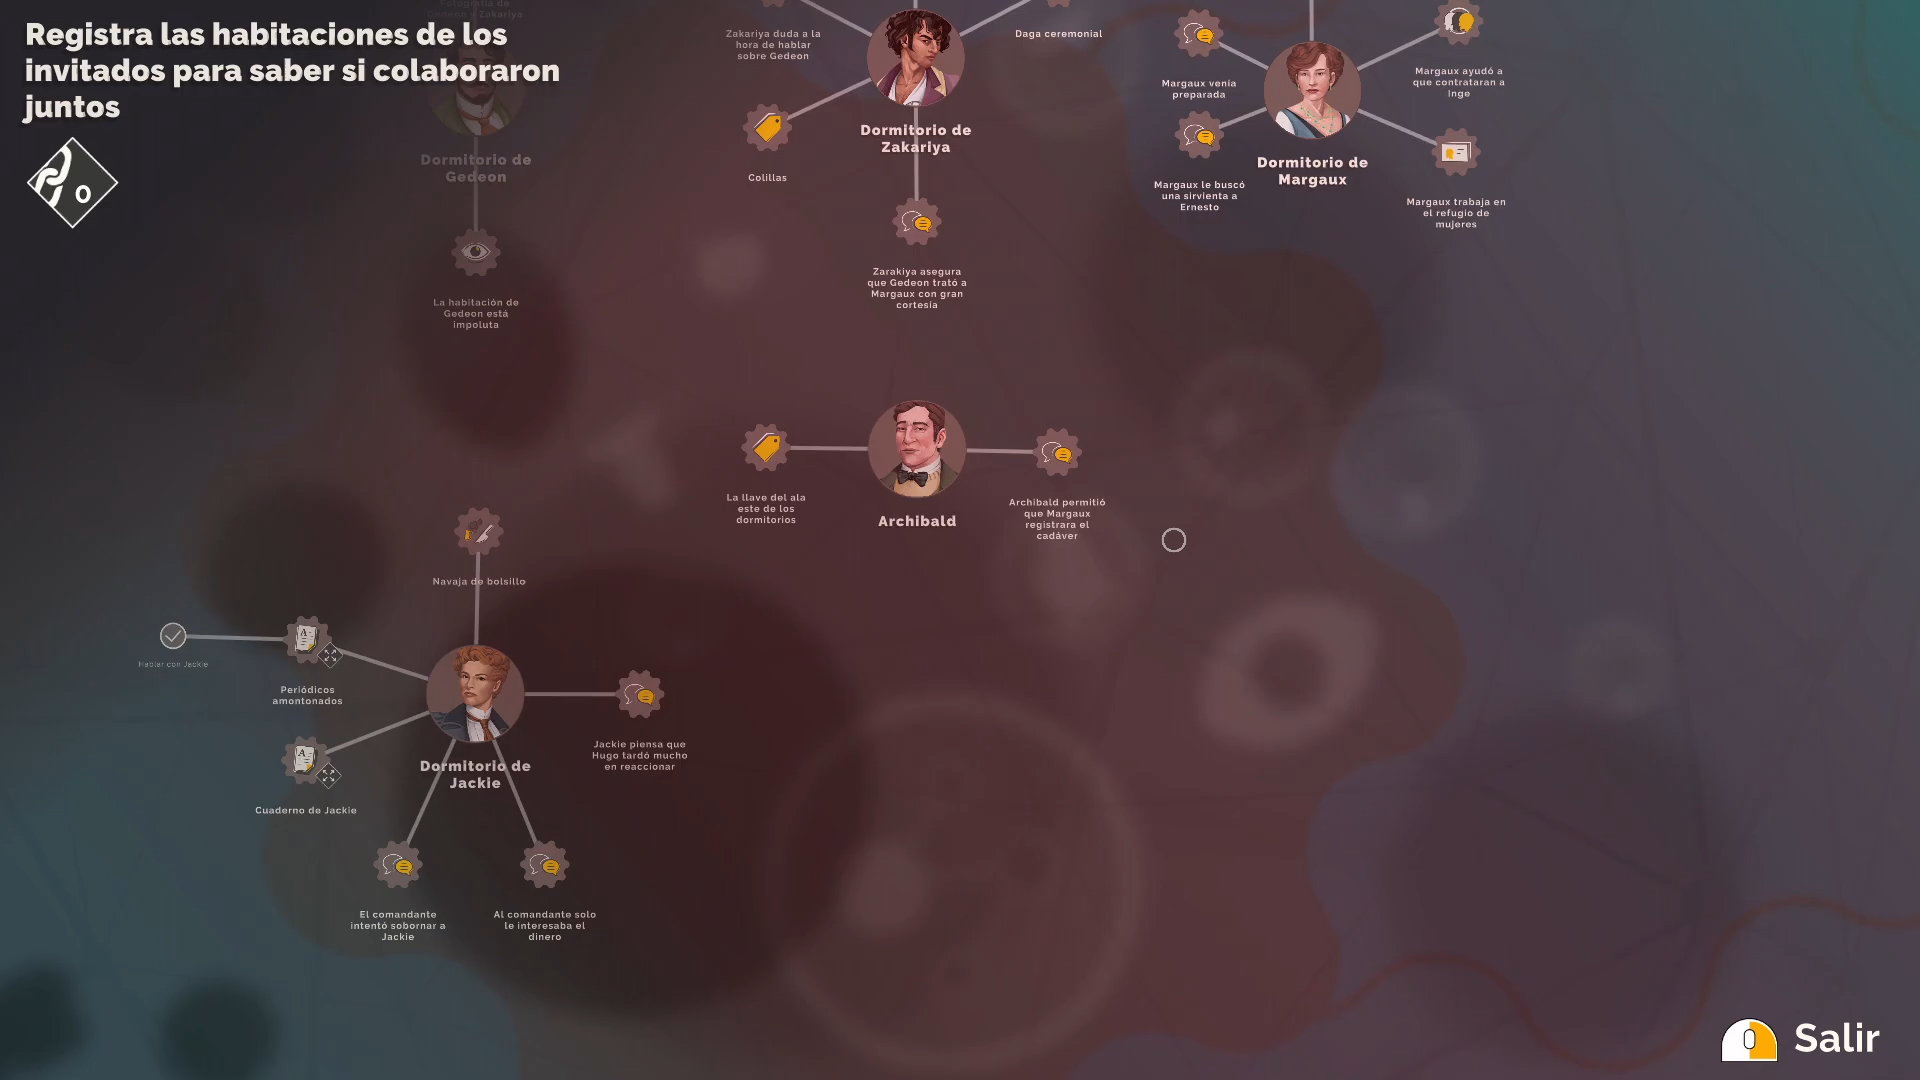 Fotografía de
Gedeon y Zakariya
Registra las habitaciones de los
invitados para saber si colaboraron
juntos
0
Dormitorio de
Gedeon
La habitación de
Gedeon está
impoluta
Zakariya duda a la
hora de hablar
sobre Gedeon
Daga ceremonial
Dormitorio de
Zakariya
Colillas
Zarakiya asegura
que Gedeon trató a
Margaux con gran
cortesía
Margaux venía
preparada
Margaux ayudó a
que contrataran a
Inge
Dormitorio de
Margaux
Margaux le buscó
una sirvienta a
Ernesto
Margaux trabaja en
el refugio de
mujeres
La llave del ala
este de los
dormitorios
Archibald
Archibald permitió
que Margaux
registrara el
cadáver
Navaja de bolsillo
Hablar con Jackie
Periódicos
amontonados
Dormitorio de
Jackie
Jackie piensa que
Hugo tardó mucho
en reaccionar
Cuaderno de Jackie
El comandante
intentó sobornar a
Jackie
Al comandante solo
le interesaba el
dinero
Salir